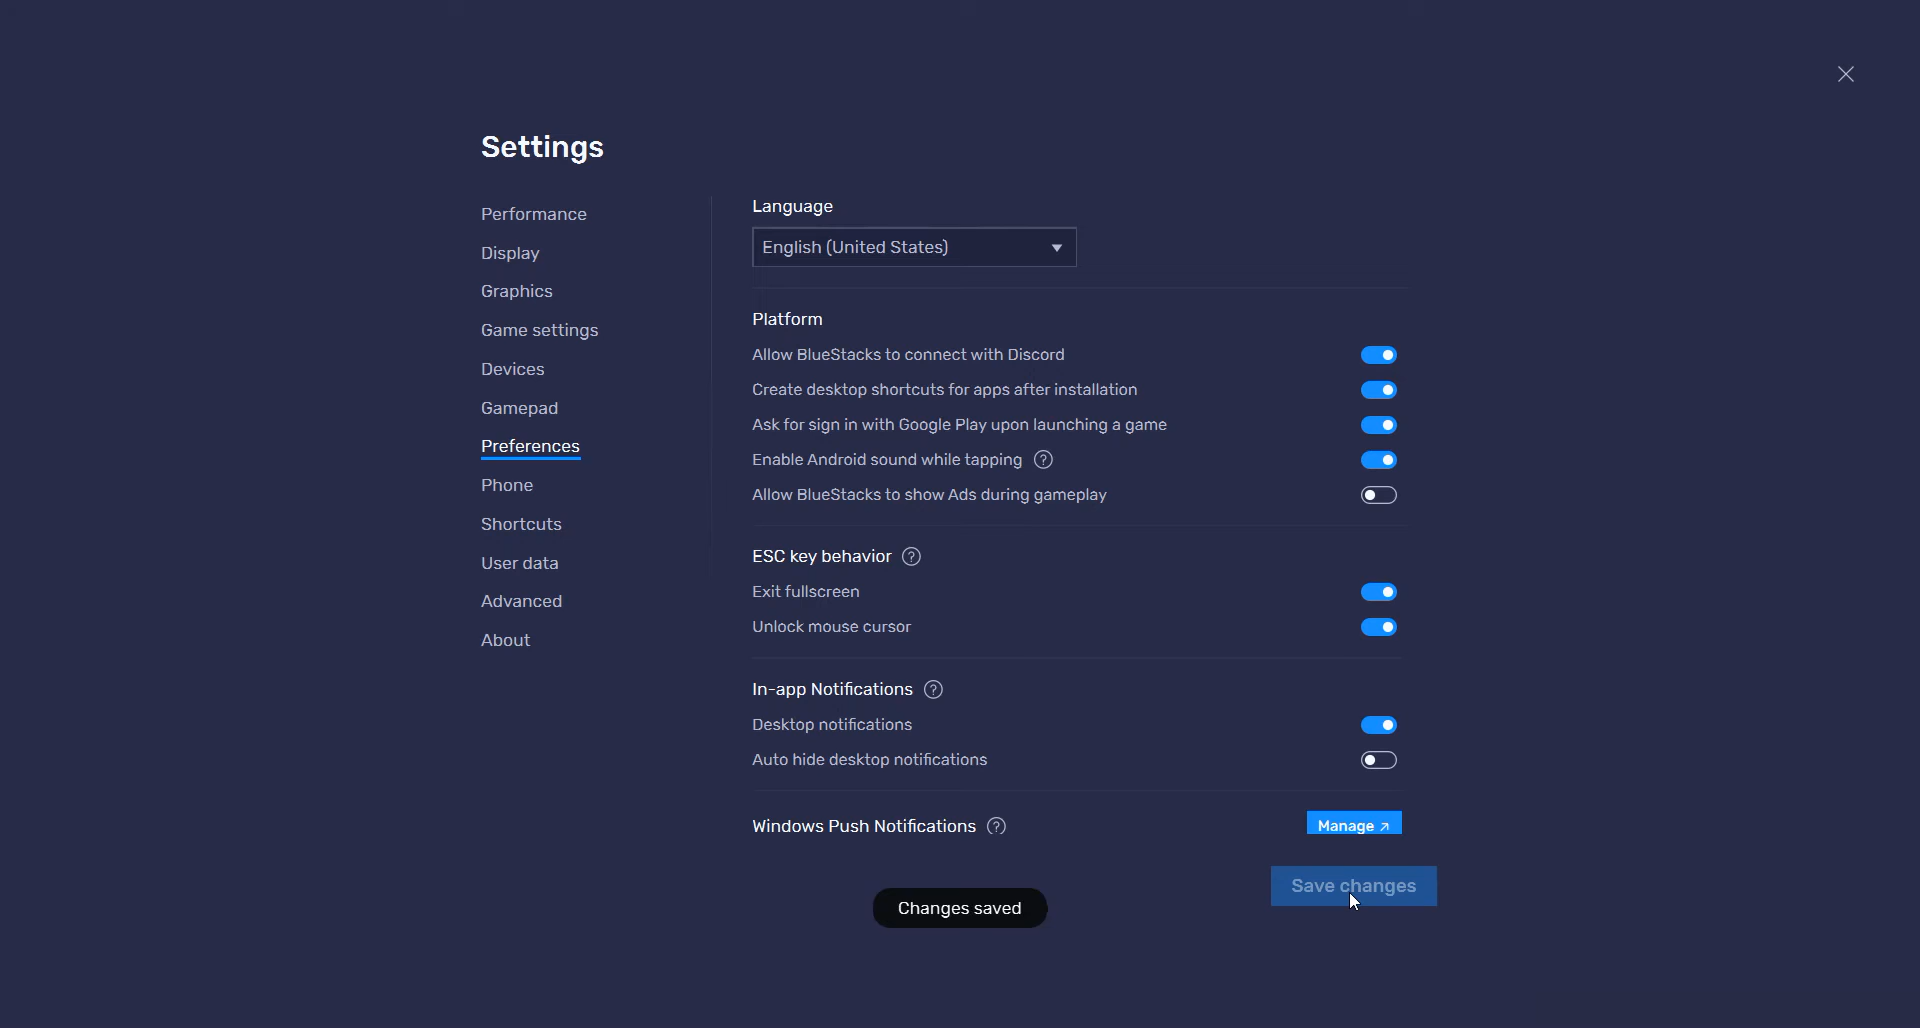 Settings
Performance
Display
Graphics
Game settings
Devices
Gamepad
Preferences
Phone
Shortcuts
User data
Advanced
About
Language
English (United States)
Platform
Allow BlueStacks to connect with Discord
Create desktop shortcuts for apps after installation
Ask for sign in with Google Play upon launching a game
Enable Android sound while tapping ?
Allow BlueStacks to show Ads during gameplay
ESC key behavior ?
Exit fullscreen
Unlock mouse cursor
In-app Notifications ?
Desktop notifications
Auto hide desktop notifications
Windows Push Notifications ?
Manage
Save changes
Changes saved